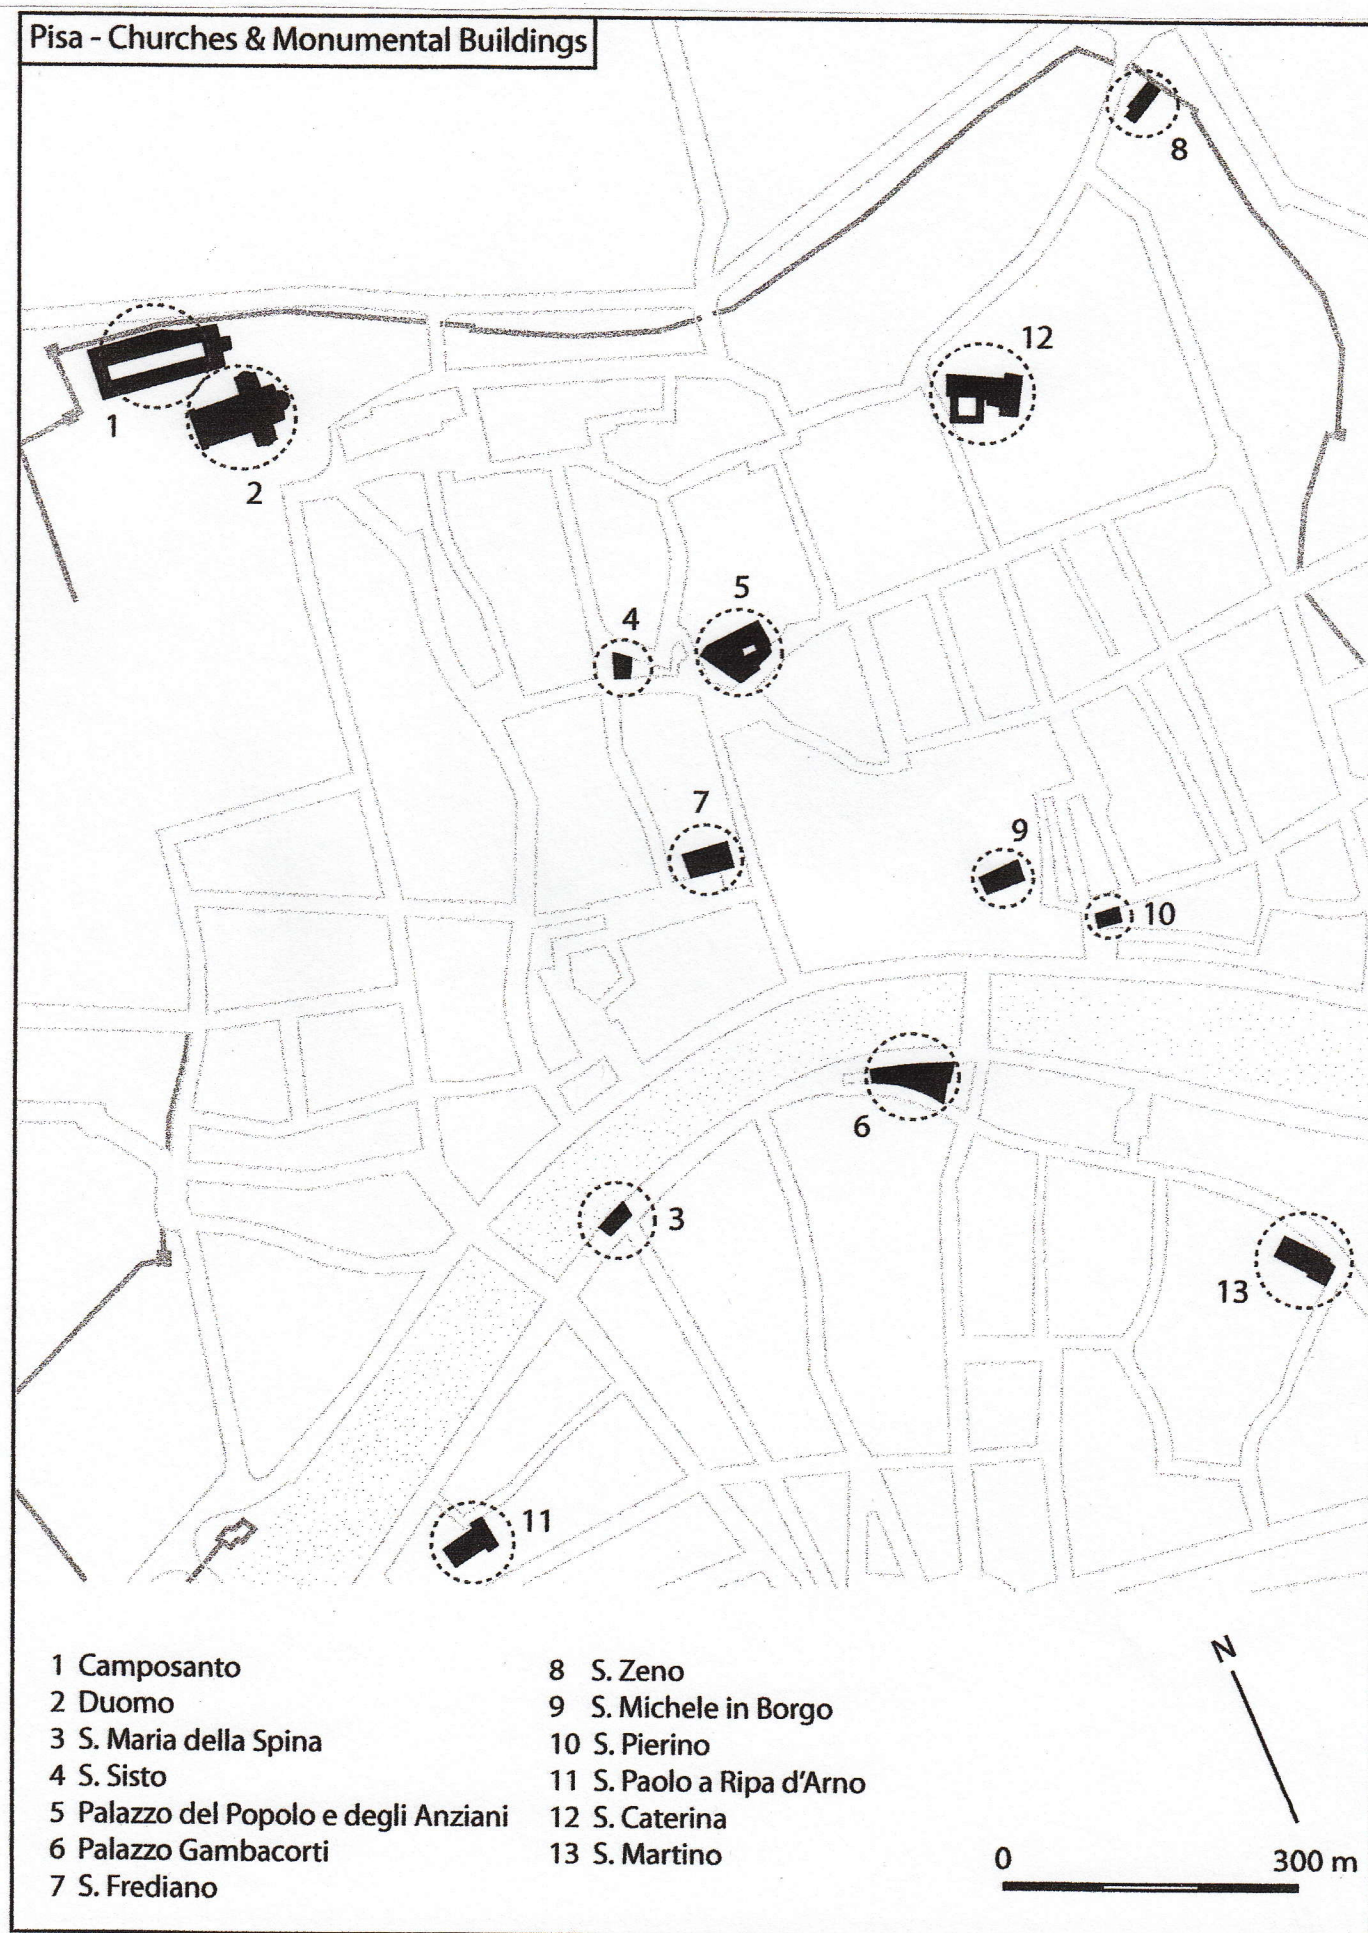 Pisa - Churches & Monumental Buildings
8
12
1
2
5
4
7
9
10
6
3
13
11
1 Camposanto
2 Duomo
3 S. Maria della Spina
4 S. Sisto
5 Palazzo del Popolo e degli Anziani
6 Palazzo Gambacorti
7 S. Frediano
8 S. Zeno
9 S. Michele in Borgo
10 S. Pierino
11 S. Paolo a Ripa d'Arno
12 S. Caterina
13 S. Martino
N
0 300 m